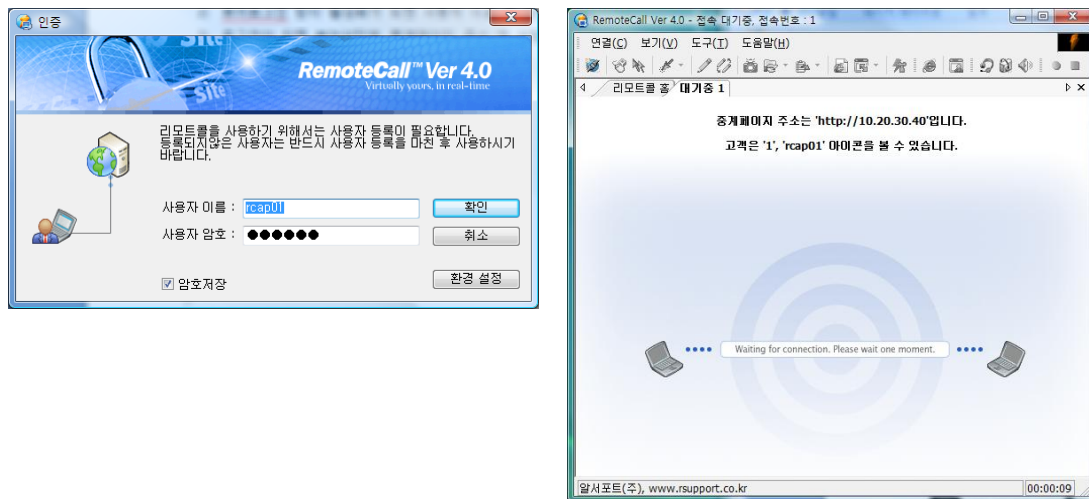 인증
Site
Site
RemoteCall™ Ver 4.0
Virtually yours, in real-time
리모트콜을 사용하기 위해서는 사용자 등록이 필요합니다.
등록되지않은 사용자는 반드시 사용자 등록을 마친 후 사용하시기
바랍니다.
사용자 이름 : rcap01 확인
사용자 암호 : ●●●●●● 취소
암호저장 환경 설정
RemoteCall Ver 4.0 - 접속 대기중, 접속번호 : 1
연결(C) 보기(V) 도구(T) 도움말(H)
리모트콜 홈 대기중 1
중계페이지 주소는 'http://10.20.30.40'입니다.
고객은 '1', 'rcap01' 아이콘을 볼 수 있습니다.
Waiting for connection. Please wait one moment.
알서포트(주), www.rsupport.co.kr 00:00:09